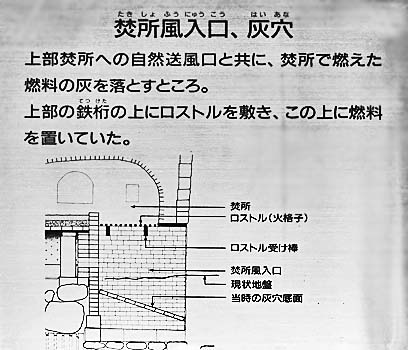 たき しょ ふう にゅう こう はい あな
焚所風入口、灰穴
上部焚所への自然送風口と共に、焚所で燃えた
燃料の灰を落とすところ。
てつ けた
上部の鉄桁の上にロストルを敷き、この上に燃料
を置いていた。
焚所
ロストル(火格子)
ロストル受け棒
焚所風入口
現状地盤
当時の灰穴底面